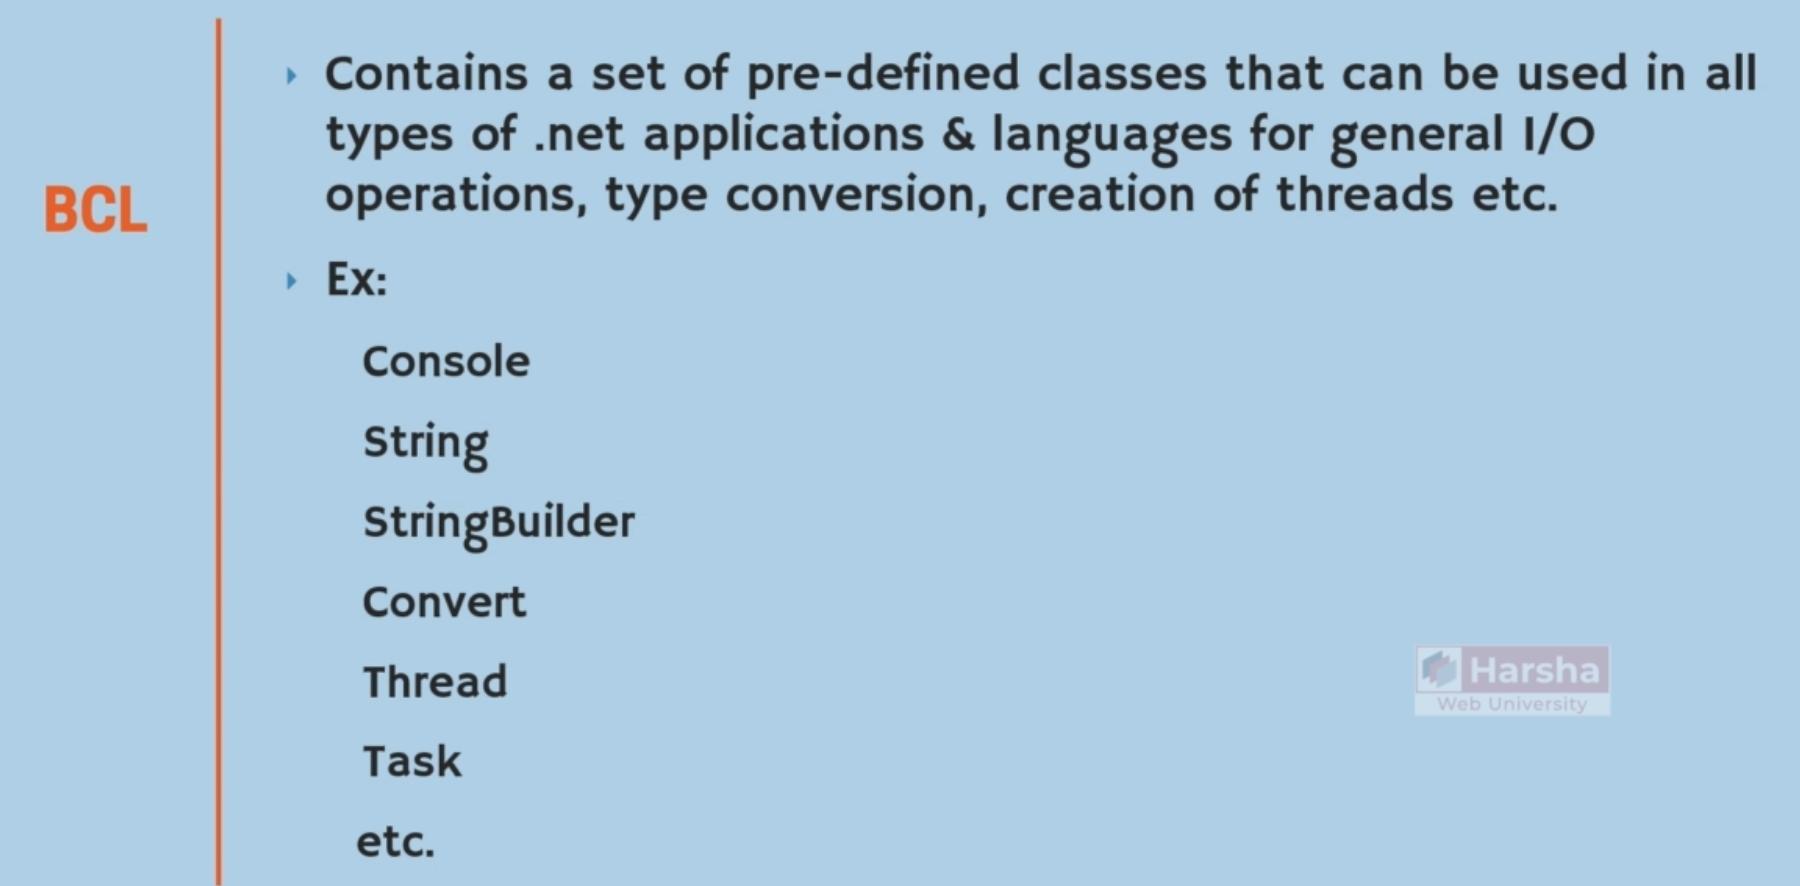 BCL
Contains a set of pre-defined classes that can be used in all
types of .net applications & languages for general I/O
operations, type conversion, creation of threads etc.
Ex:
Console
String
StringBuilder
Convert
Thread
Task
etc.
Harsha
Web University